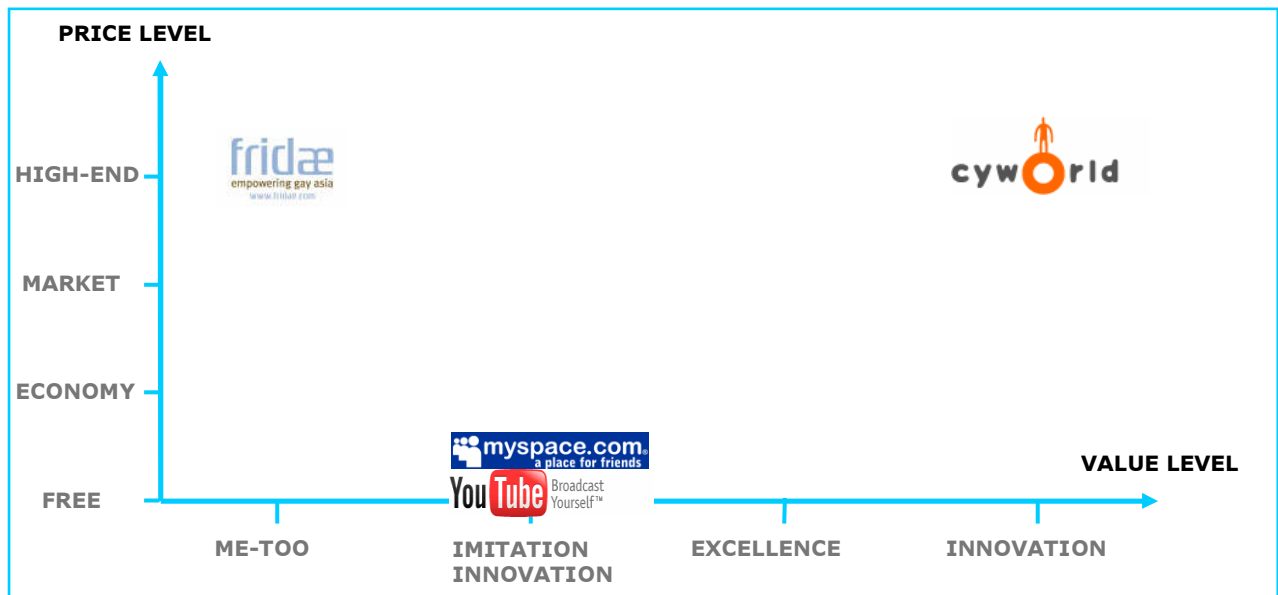 PRICE LEVEL
fridæ
empowering gay asia
www.fridae.com
cyworld
HIGH-END
MARKET
ECONOMY
myspace.com®
a place for friends
VALUE LEVEL
YouTube Broadcast
Yourself™
FREE
ME-TOO
IMITATION
INNOVATION
EXCELLENCE
INNOVATION